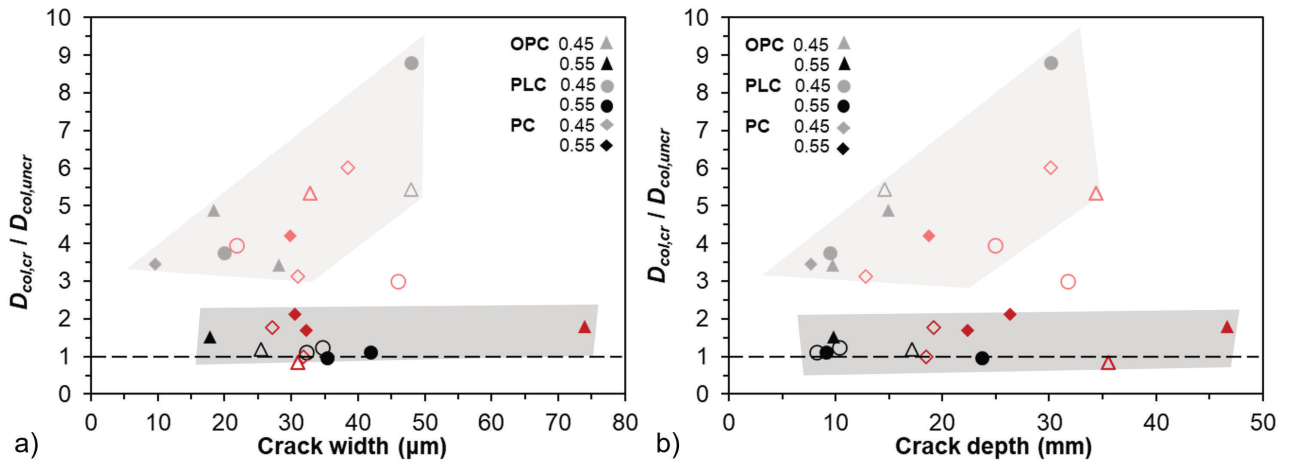 10
9
8
7
6
5
4
3
2
1
0
D_col,cr / D_col,uncr
OPC 0.45
0.55
PLC 0.45
0.55
PC 0.45
0.55
0 10 20 30 40 50 60 70 80
a) Crack width (µm)
10
9
8
7
6
5
4
3
2
1
0
D_col,cr / D_col,uncr
OPC 0.45
0.55
PLC 0.45
0.55
PC 0.45
0.55
0 10 20 30 40 50
b) Crack depth (mm)